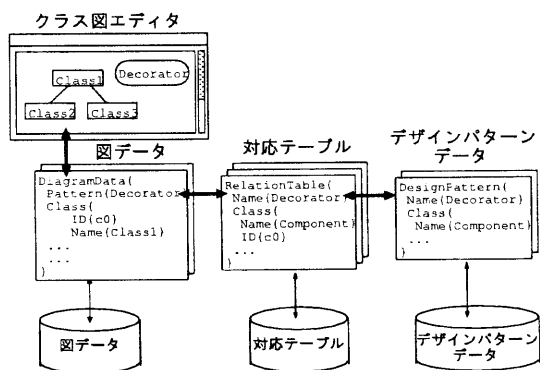 クラス図エディタ
Decorator
Class1
Class2
Class3
図データ
DiagramData(
Pattern{Decorator
Class(
ID{c0}
Name{Class1}
...
...
}
対応テーブル
RelationTable(
Name{Decorator}
Class(
Name{Component}
ID{c0}
...
}
デザインパターン
データ
DesignPattern(
Name{Decorator}
Class(
Name{Component}
...
}
図データ
対応テーブル
デザインパターン
データ